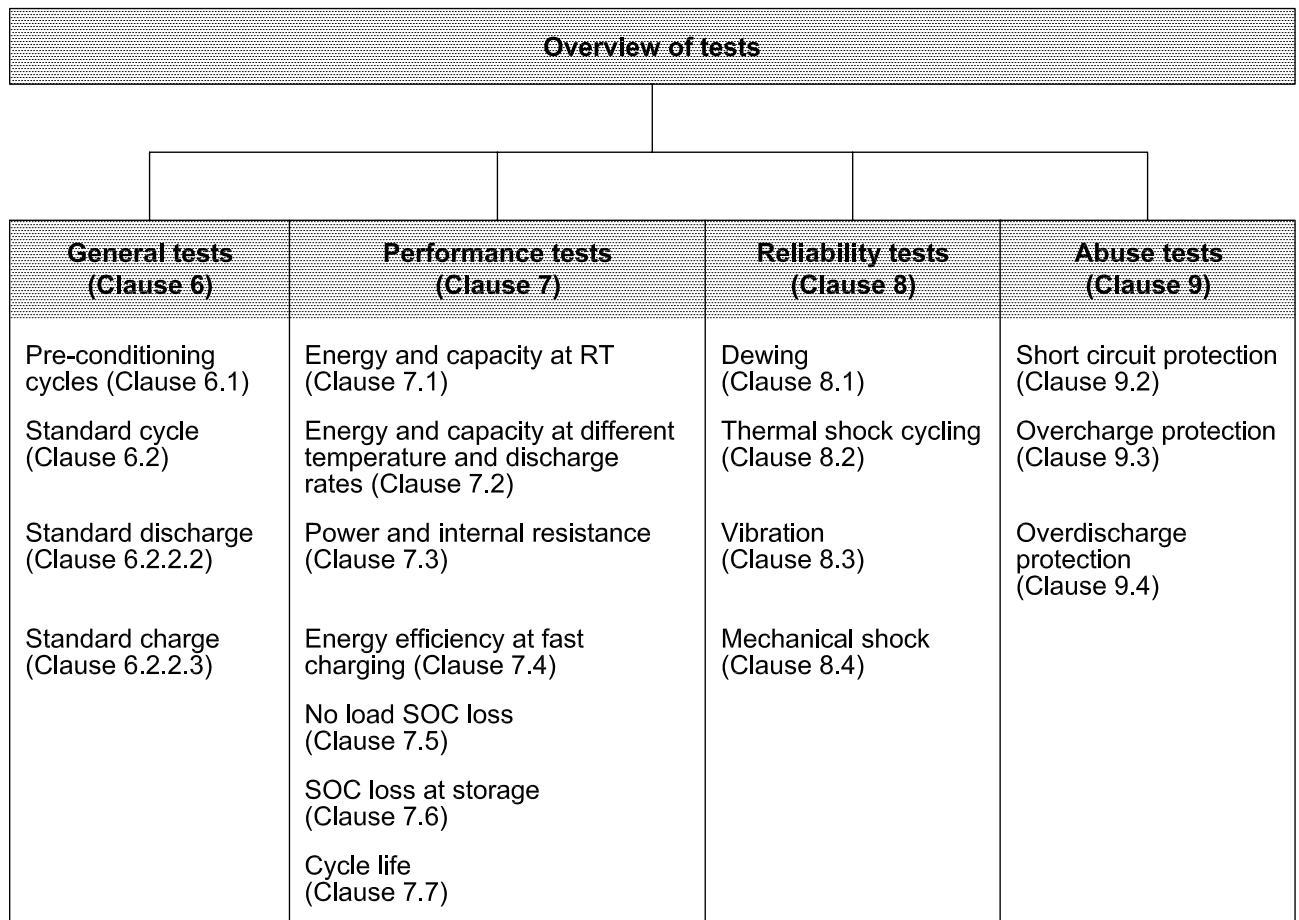 Overview of tests
General tests
(Clause 6)
Pre-conditioning
cycles (Clause 6.1)
Standard cycle
(Clause 6.2)
Standard discharge
(Clause 6.2.2.2)
Standard charge
(Clause 6.2.2.3)
Performance tests
(Clause 7)
Energy and capacity at RT
(Clause 7.1)
Energy and capacity at different
temperature and discharge
rates (Clause 7.2)
Power and internal resistance
(Clause 7.3)
Energy efficiency at fast
charging (Clause 7.4)
No load SOC loss
(Clause 7.5)
SOC loss at storage
(Clause 7.6)
Cycle life
(Clause 7.7)
Reliability tests
(Clause 8)
Dewing
(Clause 8.1)
Thermal shock cycling
(Clause 8.2)
Vibration
(Clause 8.3)
Mechanical shock
(Clause 8.4)
Abuse tests
(Clause 9)
Short circuit protection
(Clause 9.2)
Overcharge protection
(Clause 9.3)
Overdischarge
protection
(Clause 9.4)